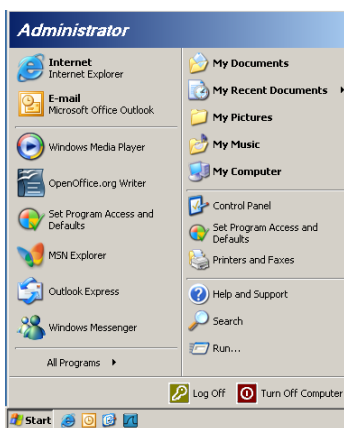 Administrator
Internet
Internet Explorer
E-mail
Microsoft Office Outlook
Windows Media Player
OpenOffice.org Writer
Set Program Access and
Defaults
MSN Explorer
Outlook Express
Windows Messenger
All Programs
My Documents
My Recent Documents
My Pictures
My Music
My Computer
Control Panel
Set Program Access and
Defaults
Printers and Faxes
Help and Support
Search
Run...
Log Off
Turn Off Computer
Start